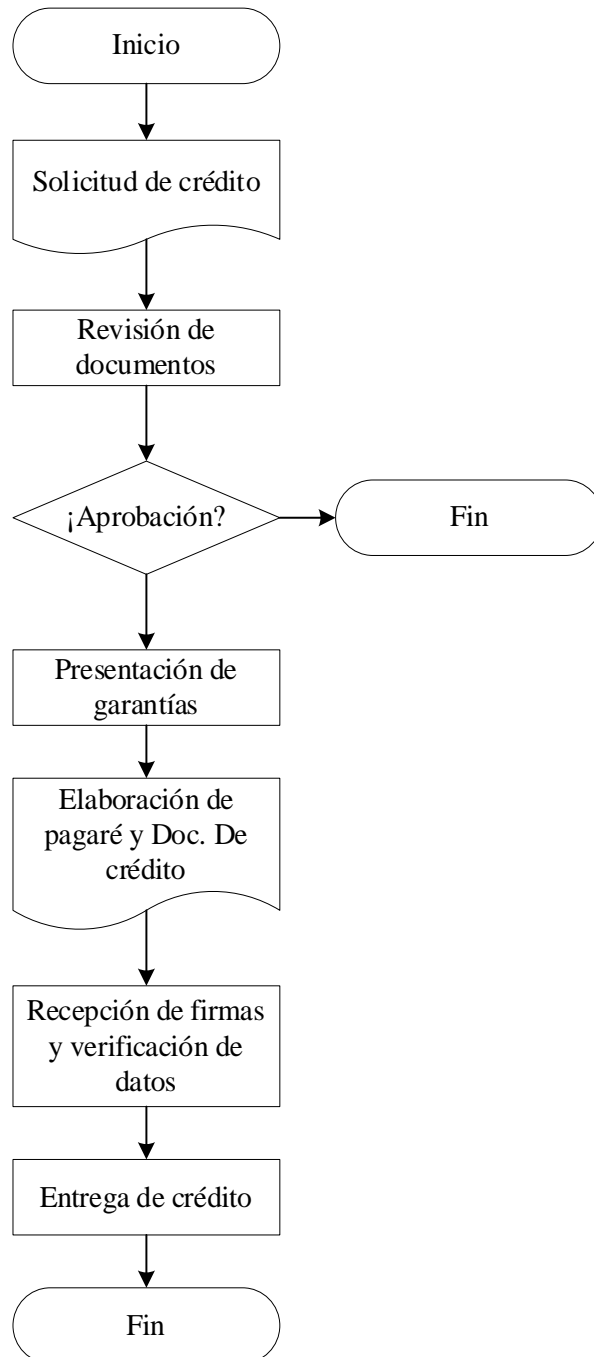 Inicio
Solicitud de crédito
Revisión de
documentos
¡Aprobación?
Fin
Presentación de
garantías
Elaboración de
pagaré y Doc. De
crédito
Recepción de firmas
y verificación de
datos
Entrega de crédito
Fin